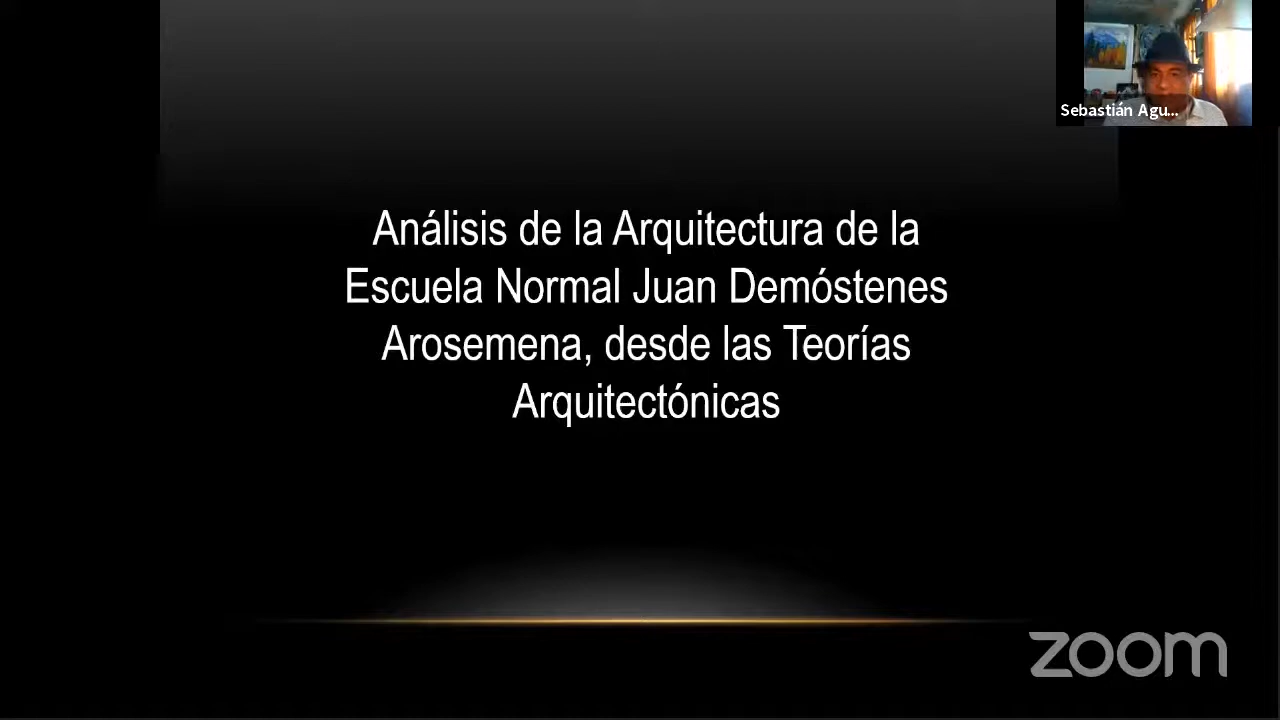 Sebastián Agu...
Análisis de la Arquitectura de la
Escuela Normal Juan Demóstenes
Arosemena, desde las Teorías
Arquitectónicas
zoom